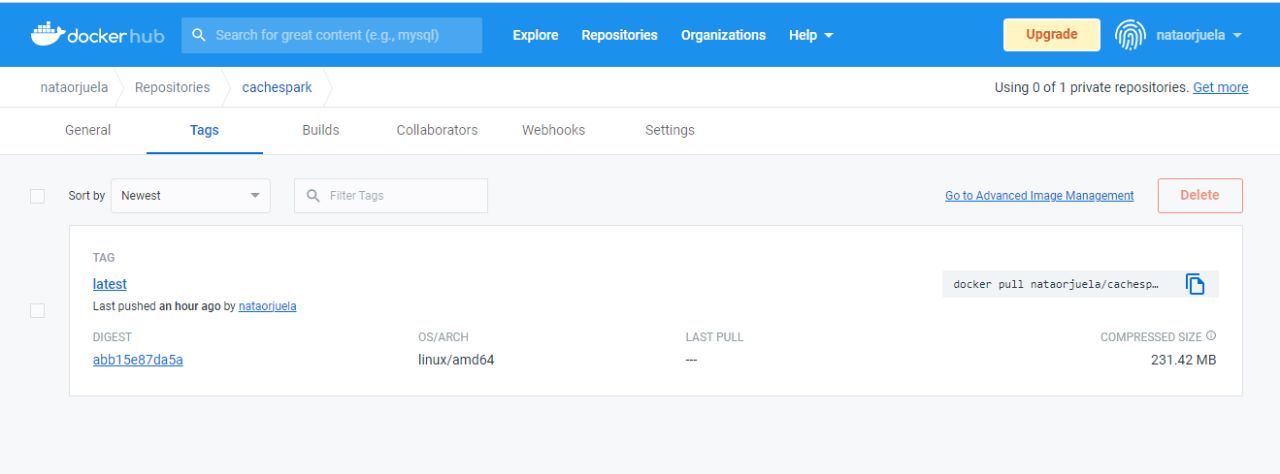 docker hub Search for great content (e.g., mysql) Explore Repositories Organizations Help Upgrade nataorjuela
nataorjuela Repositories cachespark Using 0 of 1 private repositories. Get more
General Tags Builds Collaborators Webhooks Settings
Sort by Newest Filter Tags Go to Advanced Image Management Delete
TAG
latest docker pull nataorjuela/cachesp…
Last pushed an hour ago by nataorjuela
DIGEST OS/ARCH LAST PULL COMPRESSED SIZE
abb15e87da5a linux/amd64 --- 231.42 MB